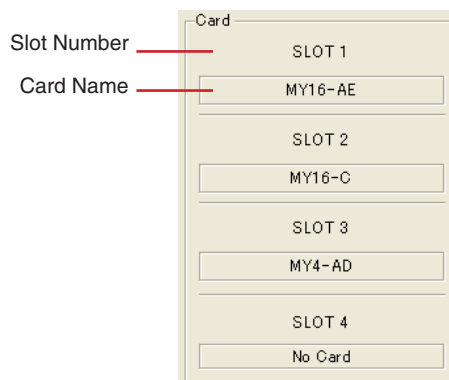 Card
Slot Number
SLOT 1
Card Name
MY16-AE
SLOT 2
MY16-C
SLOT 3
MY4-AD
SLOT 4
No Card